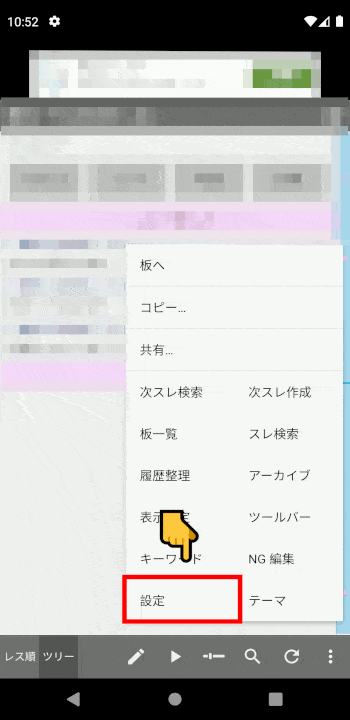 10:52
板へ
コピー...
共有...
次スレ検索 次スレ作成
板一覧 スレ検索
履歴整理 アーカイブ
ツールバー
キーワード NG 編集
設定 テーマ
レス順 ツリー